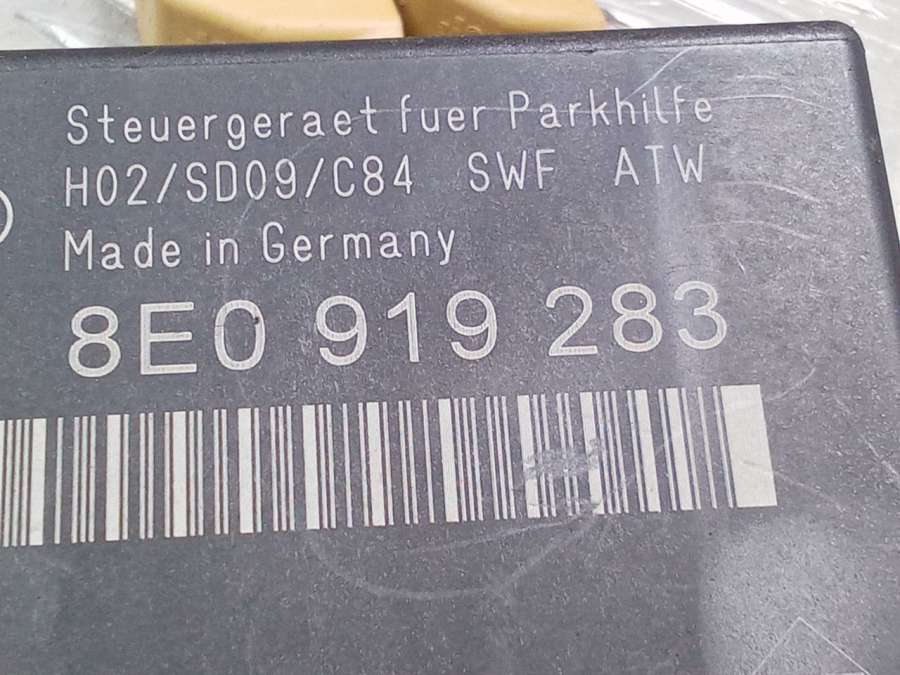 Steuergeraet fuer Parkhilfe
H02/SD09/C84 SWF ATW
Made in Germany
8E0 919 283